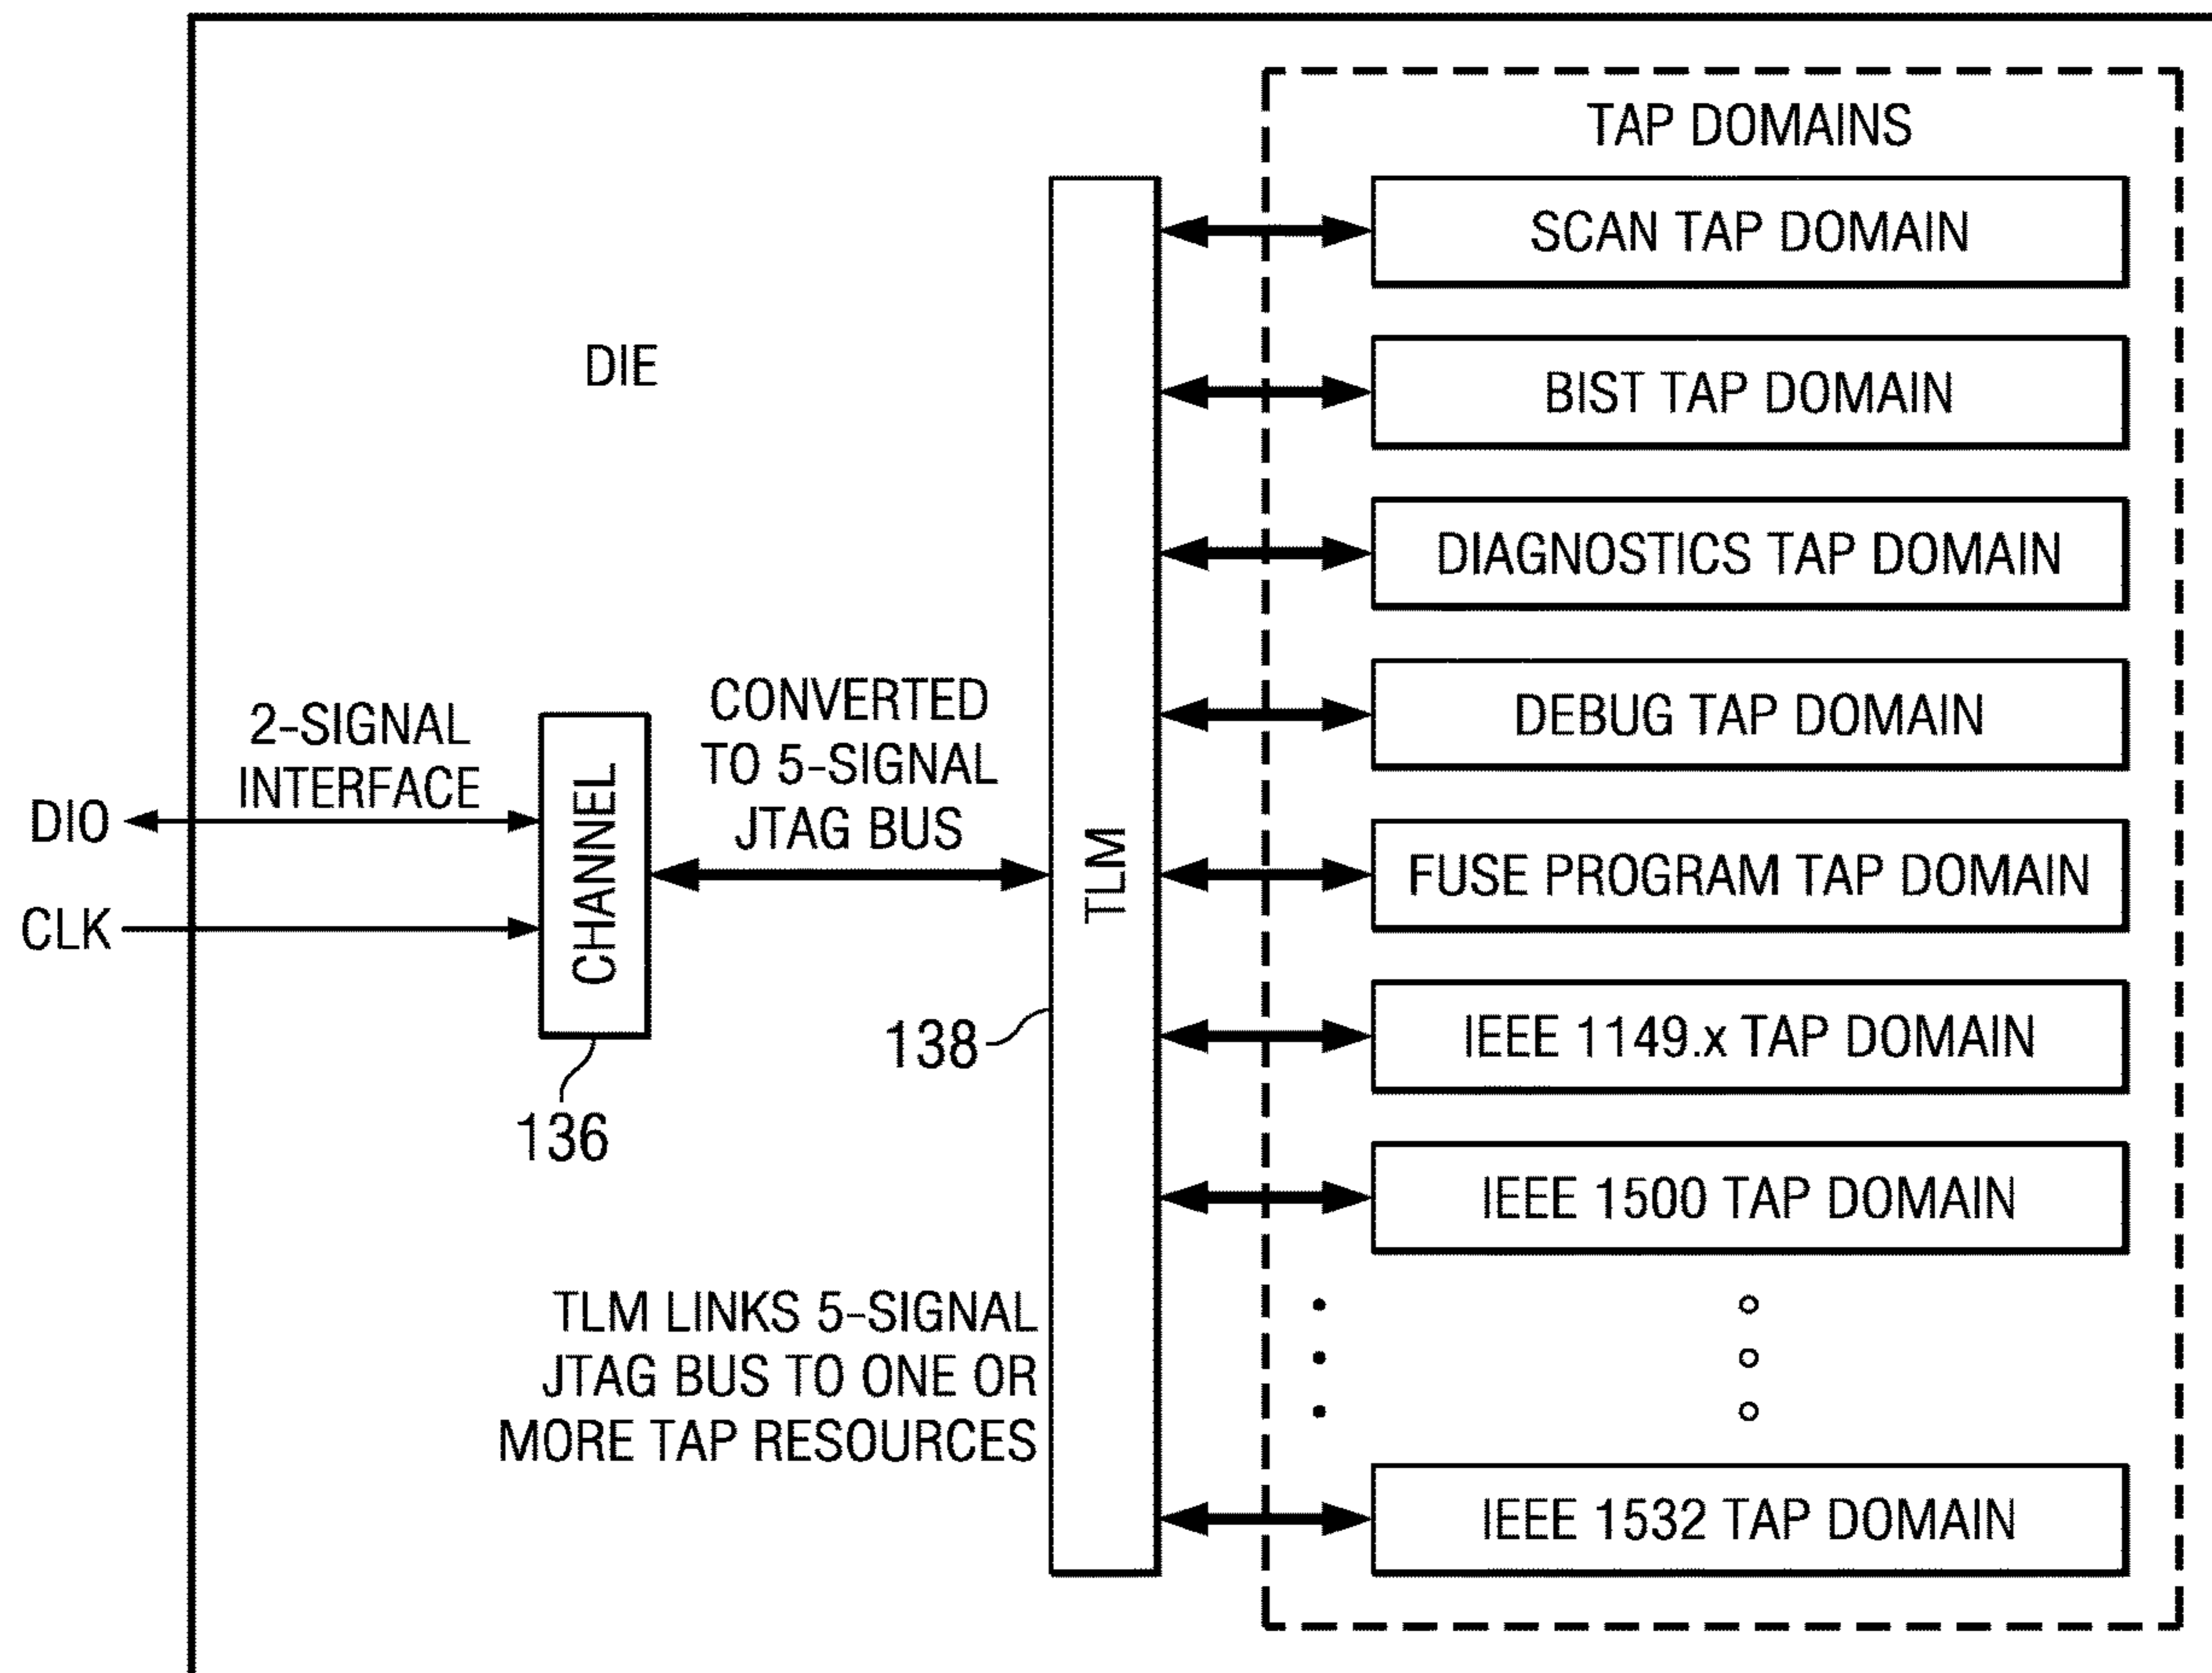 TAP DOMAINS
SCAN TAP DOMAIN
DIE
BIST TAP DOMAIN
DIAGNOSTICS TAP DOMAIN
2-SIGNAL
INTERFACE
CONVERTED
TO 5-SIGNAL
JTAG BUS
DEBUG TAP DOMAIN
DIO
CLK
CHANNEL
TLM
FUSE PROGRAM TAP DOMAIN
136
138
IEEE 1149.x TAP DOMAIN
IEEE 1500 TAP DOMAIN
TLM LINKS 5-SIGNAL
JTAG BUS TO ONE OR
MORE TAP RESOURCES
IEEE 1532 TAP DOMAIN